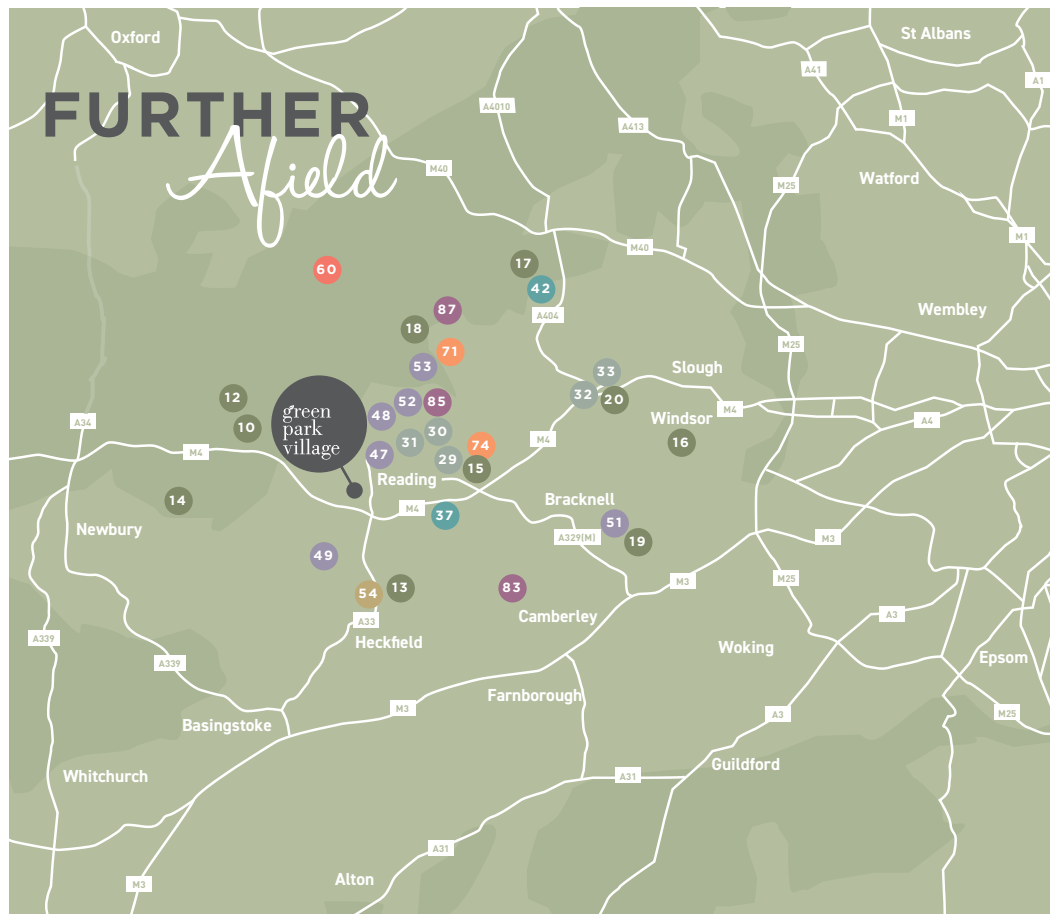 Oxford
St Albans
A41
A1
FURTHER
Afield
A4010
M1
A413
M40
M25
Watford
M1
M40
17
60
42
87
A404
Wembley
18
M25
71
53
33
Slough
12
52
85
32
20
M4
48
green
park
village
A34
10
Windsor
A4
30
31
M4
74
16
M4
47
29
15
Reading
14
M4
37
Bracknell
51
Newbury
A329(M)
19
M3
49
54
13
83
M3
M25
A33
Camberley
A3
A339
Heckfield
Woking
Epsom
A339
Farnborough
M3
A3
M25
Basingstoke
Guildford
Whitchurch
A31
A31
Alton
M3